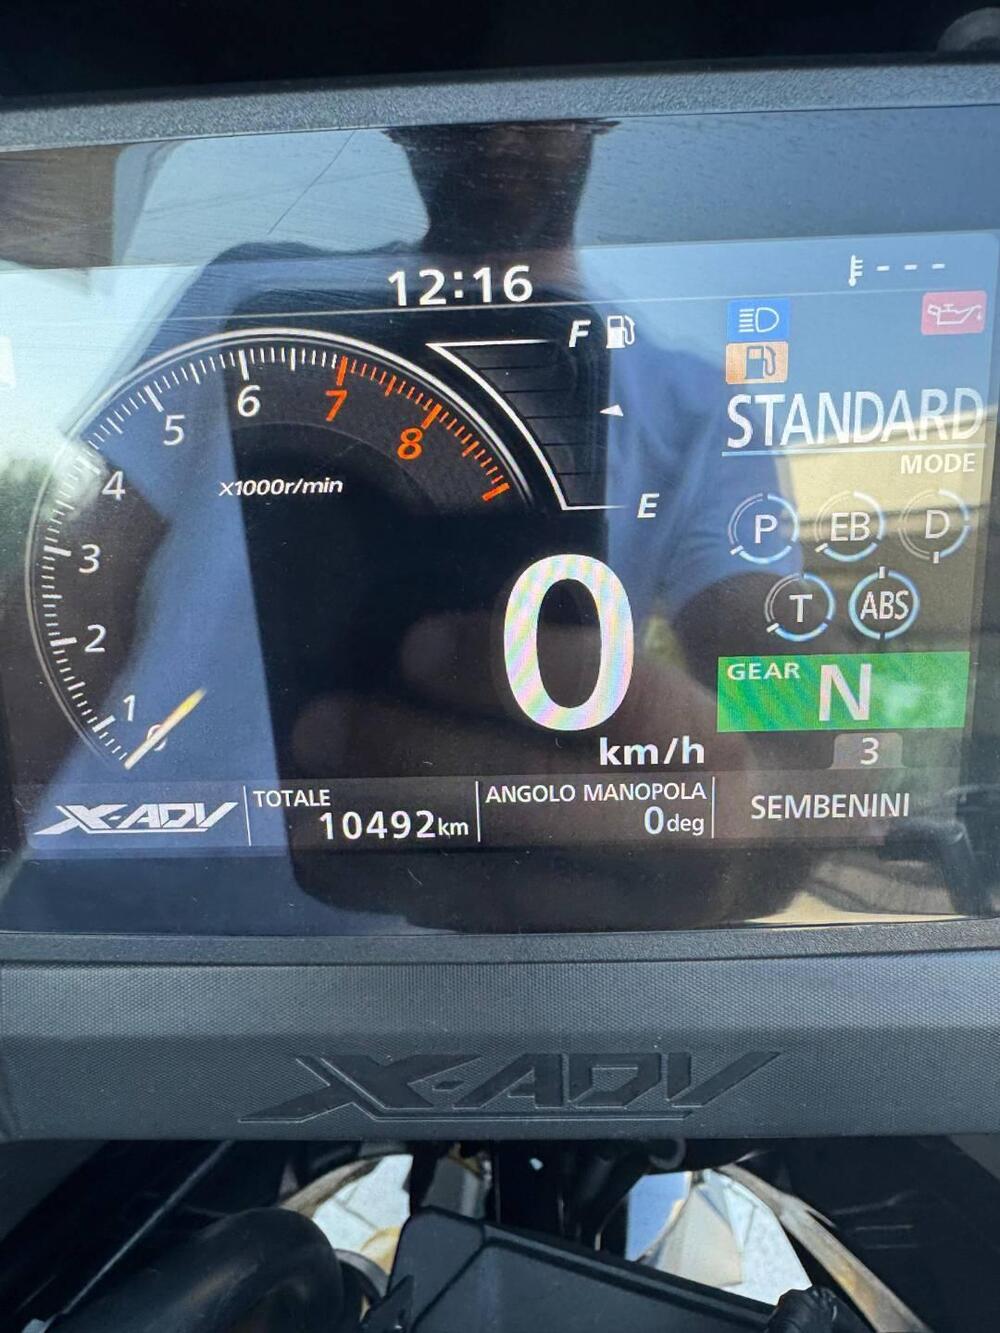 12:16
---
F
E
STANDARD
MODE
8
7
6
5
4
3
2
1
0
x1000r/min
P
EB
D
T
ABS
GEAR N
3
0
km/h
X-ADV
TOTALE
10492km
ANGOLO MANOPOLA
0deg
SEMBENINI
X-ADV